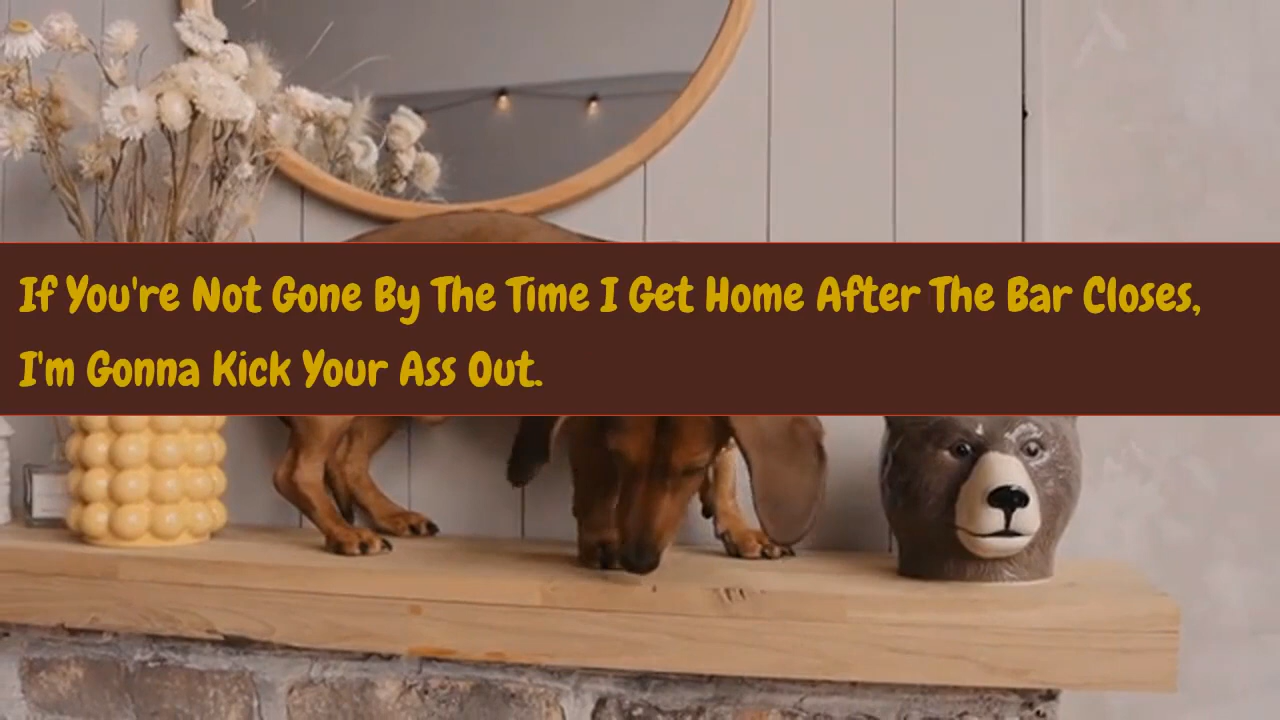 If You're Not Gone By The Time I Get Home After The Bar Closes,
I'm Gonna Kick Your Ass Out.